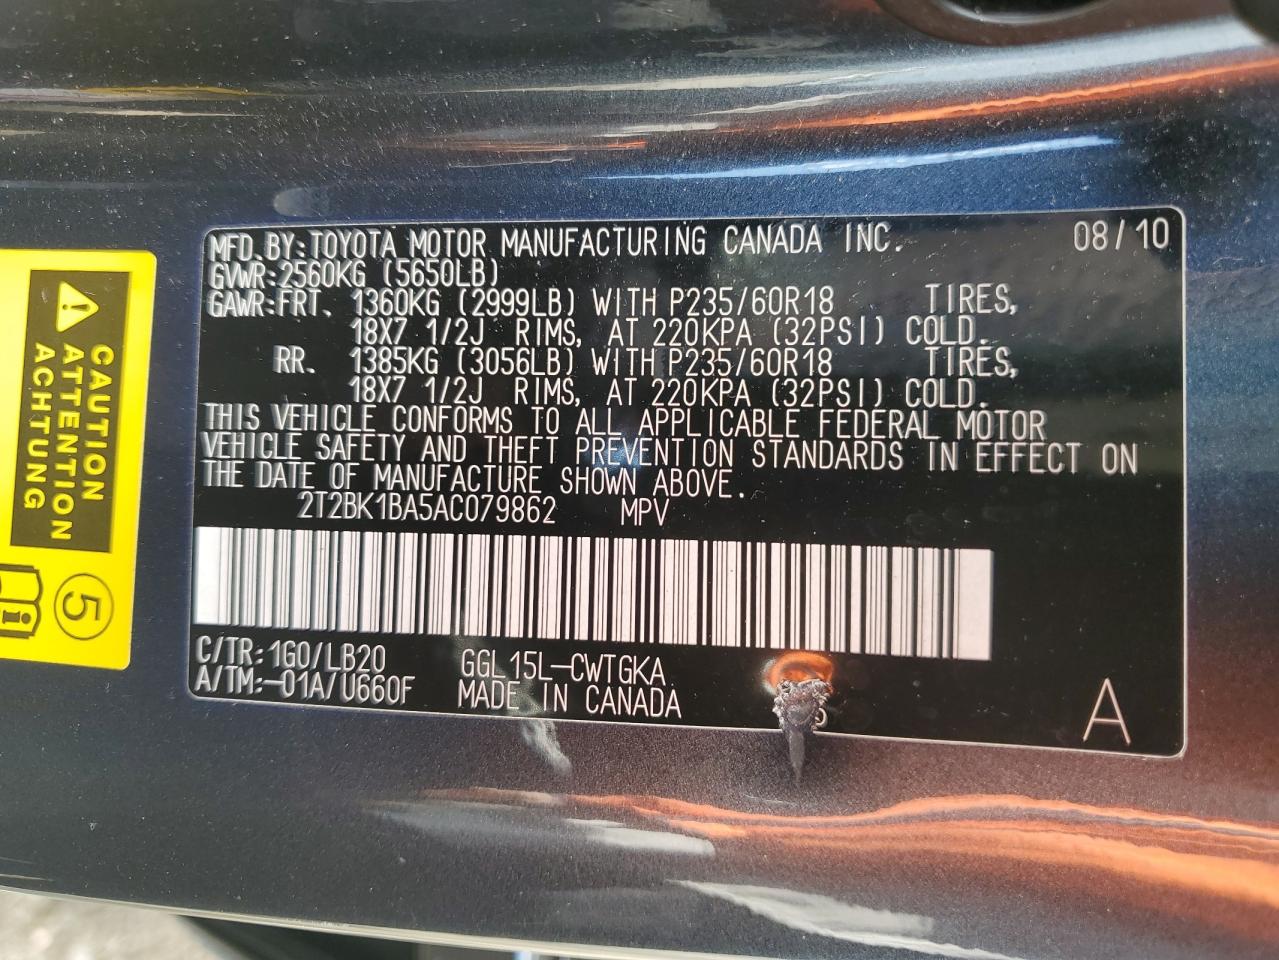 MFD.BY:TOYOTA MOTOR MANUFACTURING CANADA INC. 08/10
GVWR:2560KG (5650LB)
GAWR:FRT. 1360KG (2999LB) WITH P235/60R18 TIRES,
18X7 1/2J RIMS, AT 220KPA (32PSI) COLD.
RR. 1385KG (3056LB) WITH P235/60R18 TIRES,
18X7 1/2J RIMS, AT 220KPA (32PSI) COLD.
THIS VEHICLE CONFORMS TO ALL APPLICABLE FEDERAL MOTOR
VEHICLE SAFETY AND THEFT PREVENTION STANDARDS IN EFFECT ON
THE DATE OF MANUFACTURE SHOWN ABOVE.
2T2BK1BA5AC079862 MPV
C/TR:1G0/LB20 GGL15L-CWTGKA
A/TM:-01A/U660F MADE IN CANADA
A
CAUTION
ATTENTION
ACHTUNG
5
i